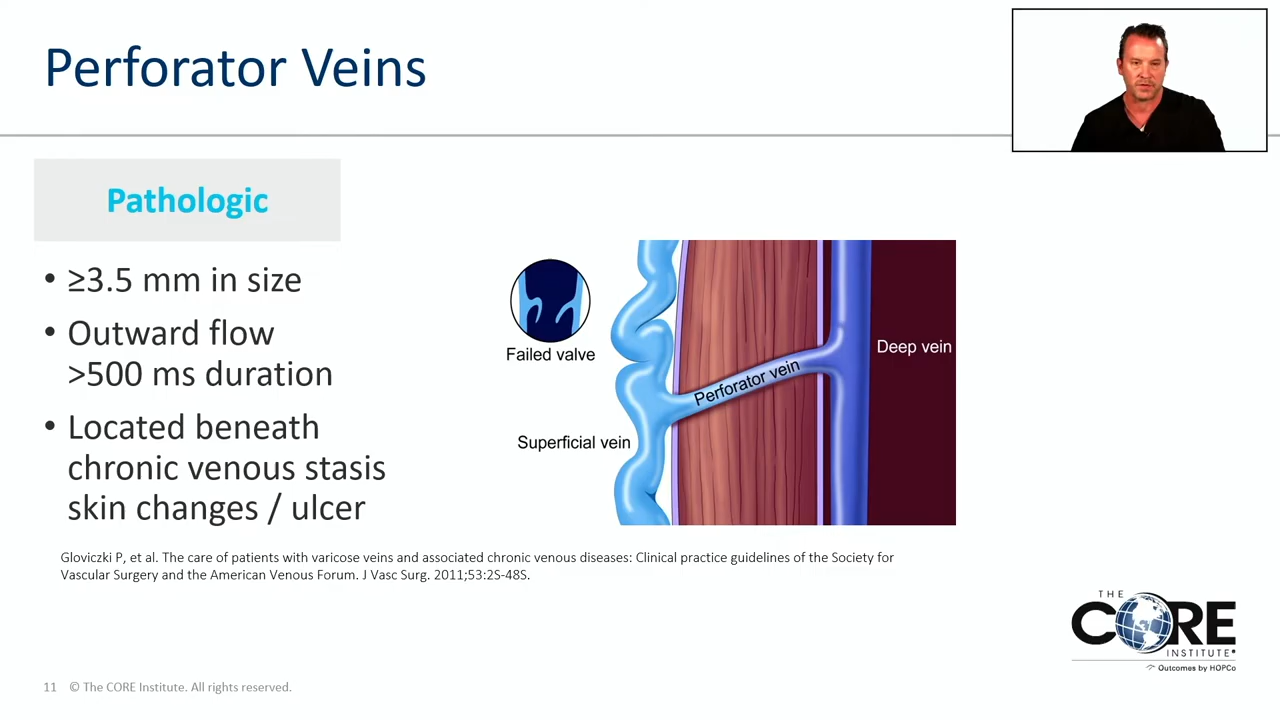 Perforator Veins
Pathologic
• ≥3.5 mm in size
• Outward flow
>500 ms duration
• Located beneath
chronic venous stasis
skin changes / ulcer
Failed valve
Superficial vein
Perforator vein
Deep vein
Gloviczki P, et al. The care of patients with varicose veins and associated chronic venous diseases: Clinical practice guidelines of the Society for
Vascular Surgery and the American Venous Forum. J Vasc Surg. 2011;53:2S-48S.
THE
CORE
INSTITUTE®
Outcomes by HOPCo
11 © The CORE Institute. All rights reserved.